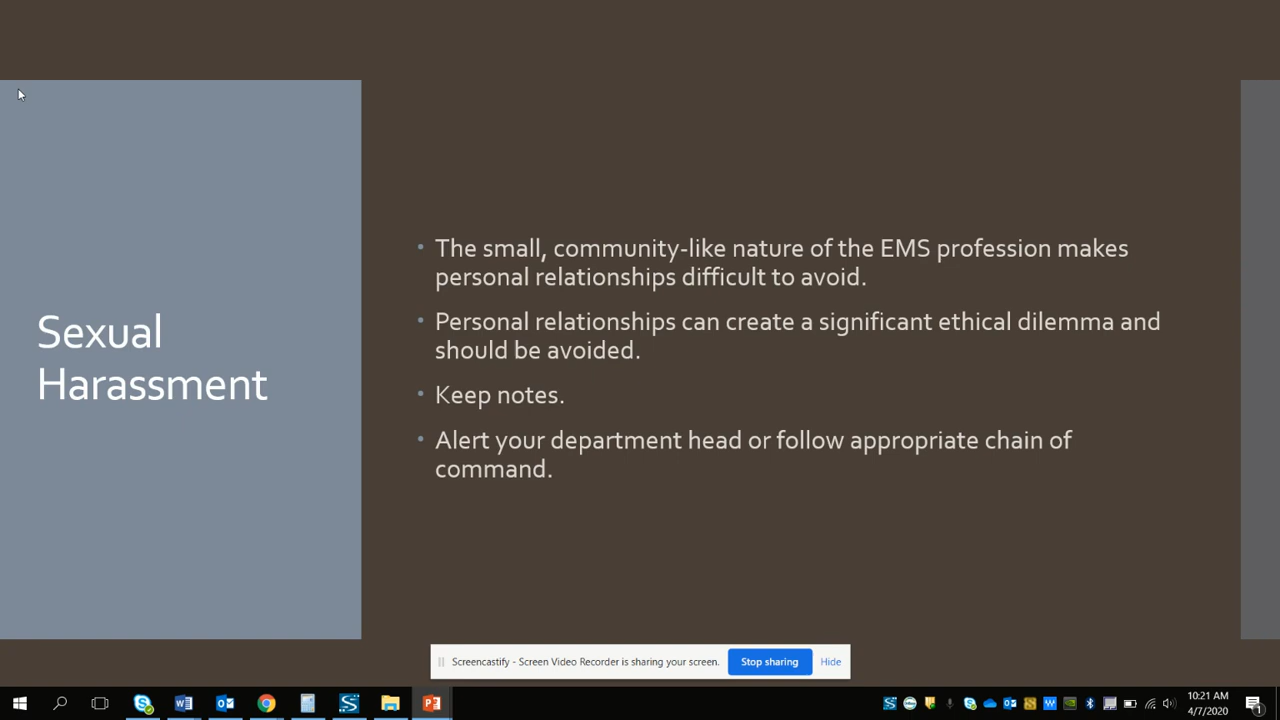 Sexual
Harassment
• The small, community-like nature of the EMS profession makes
personal relationships difficult to avoid.
• Personal relationships can create a significant ethical dilemma and
should be avoided.
• Keep notes.
• Alert your department head or follow appropriate chain of
command.
Screencastify - Screen Video Recorder is sharing your screen.
Stop sharing
Hide
10:21 AM
4/7/2020